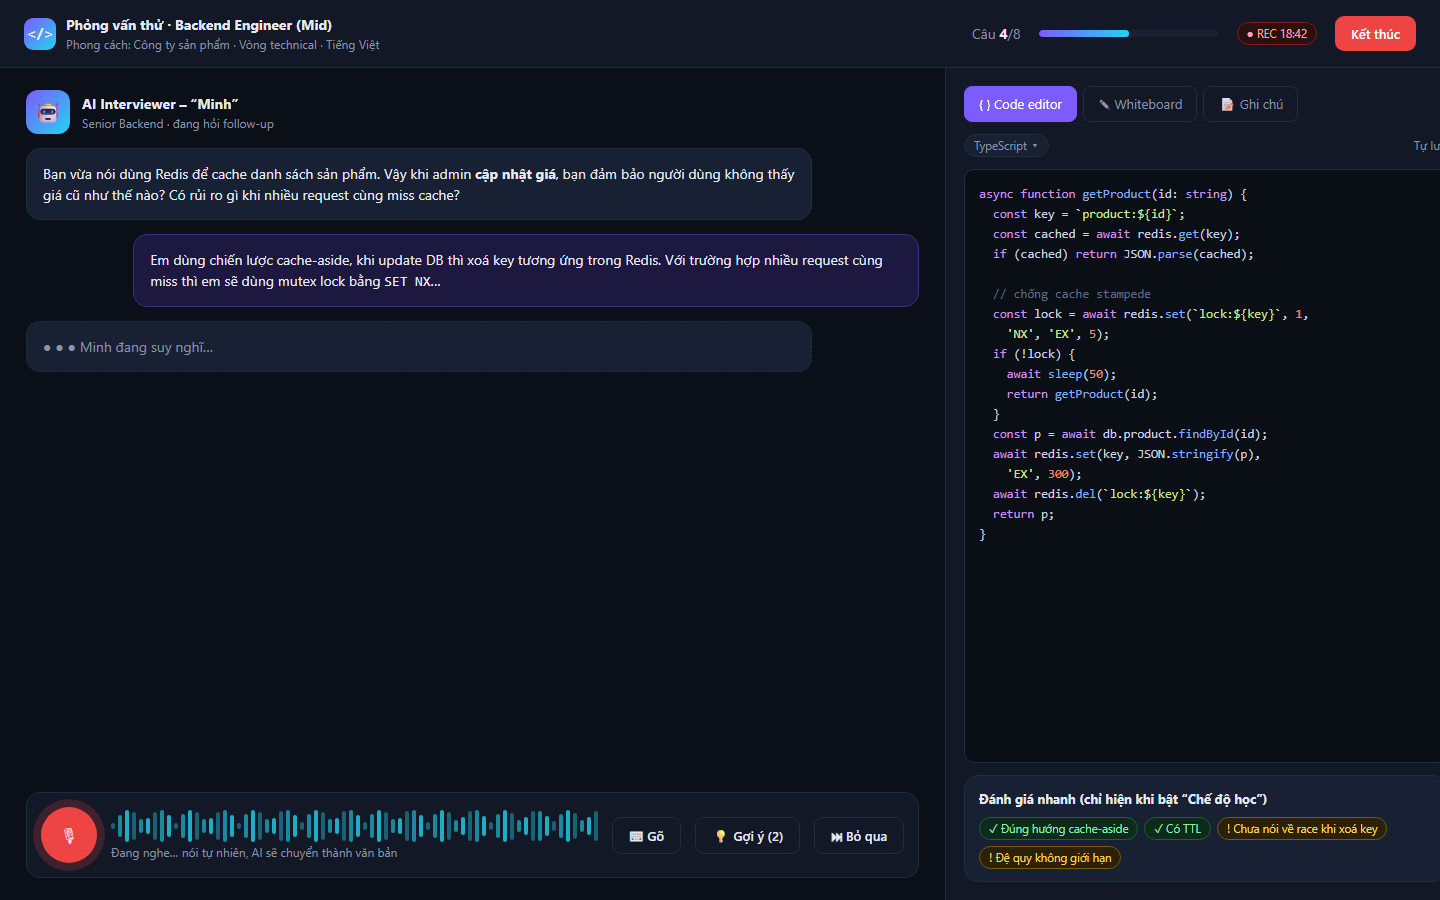 </>
Phỏng vấn thử · Backend Engineer (Mid)
Phong cách: Công ty sản phẩm · Vòng technical · Tiếng Việt
Câu 4/8
● REC 18:42
Kết thúc
AI Interviewer – “Minh”
Senior Backend · đang hỏi follow-up
Bạn vừa nói dùng Redis để cache danh sách sản phẩm. Vậy khi admin cập nhật giá, bạn đảm bảo người dùng không thấy
giá cũ như thế nào? Có rủi ro gì khi nhiều request cùng miss cache?
Em dùng chiến lược cache-aside, khi update DB thì xoá key tương ứng trong Redis. Với trường hợp nhiều request cùng
miss thì em sẽ dùng mutex lock bằng SET NX...
● ● ● Minh đang suy nghĩ...
Đang nghe... nói tự nhiên, AI sẽ chuyển thành văn bản
Gõ
Gợi ý (2)
Bỏ qua
{ } Code editor
Whiteboard
Ghi chú
TypeScript ▾
Tự lư
async function getProduct(id: string) {
  const key = `product:${id}`;
  const cached = await redis.get(key);
  if (cached) return JSON.parse(cached);
  // chống cache stampede
  const lock = await redis.set(`lock:${key}`, 1,
    'NX', 'EX', 5);
  if (!lock) {
    await sleep(50);
    return getProduct(id);
  }
  const p = await db.product.findById(id);
  await redis.set(key, JSON.stringify(p),
    'EX', 300);
  await redis.del(`lock:${key}`);
  return p;
}
Đánh giá nhanh (chỉ hiện khi bật “Chế độ học”)
✓ Đúng hướng cache-aside
✓ Có TTL
! Chưa nói về race khi xoá key
! Đệ quy không giới hạn